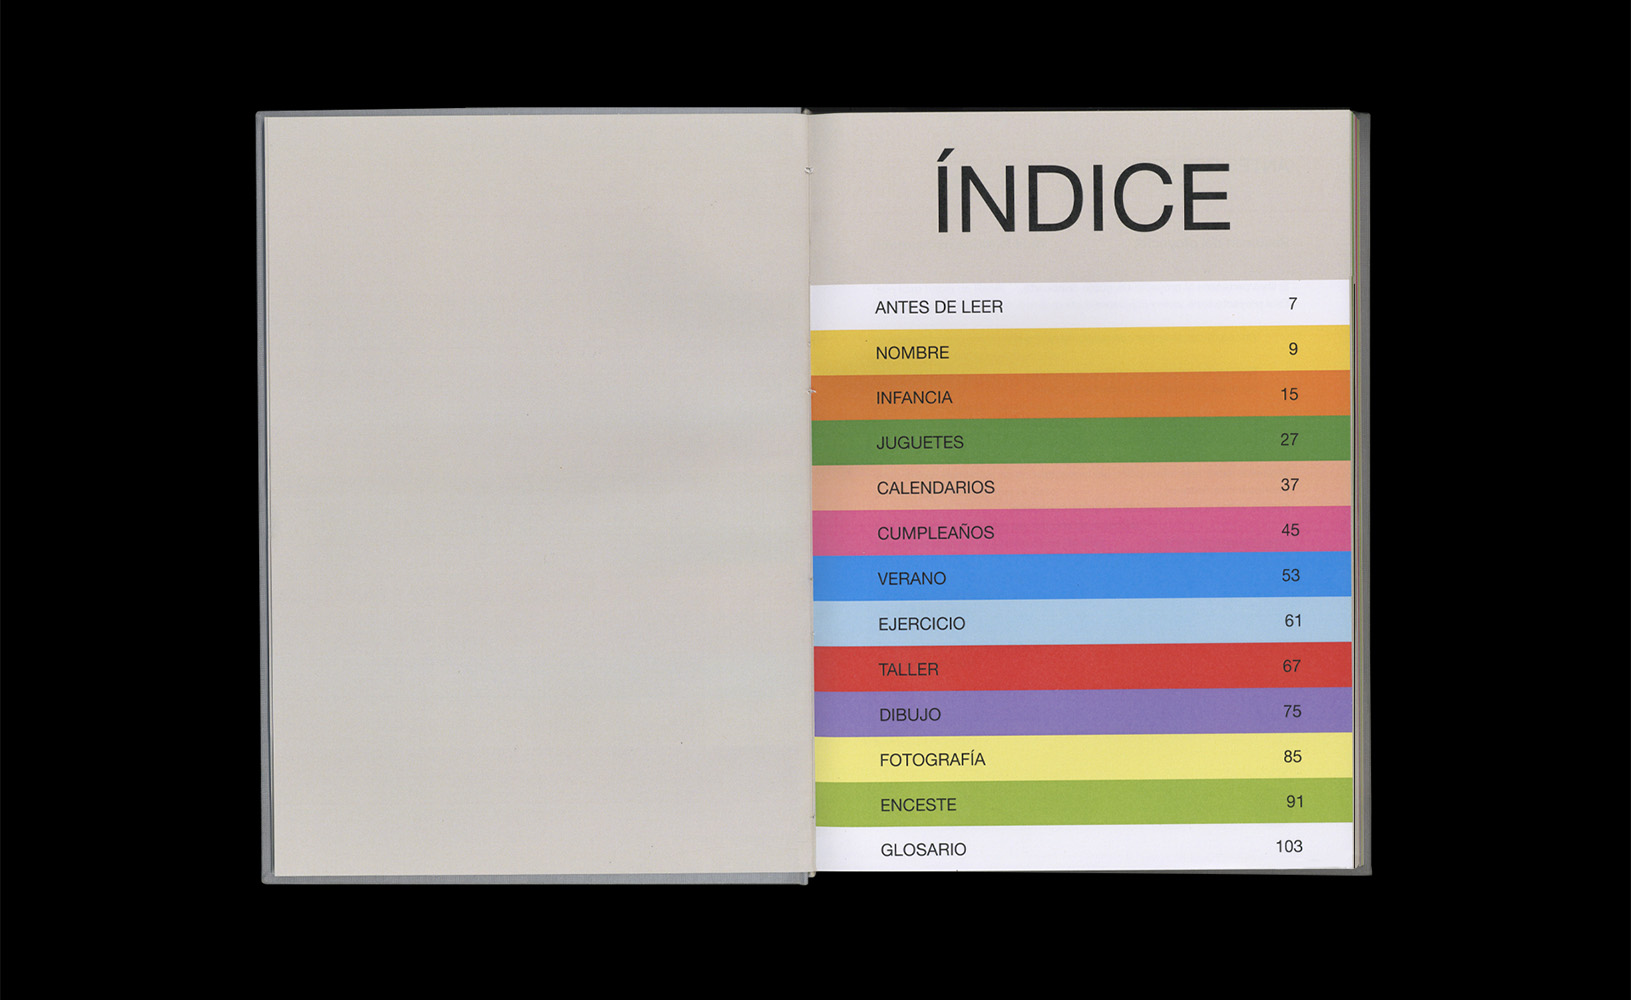 ÍNDICE
ANTES DE LEER 7
NOMBRE 9
INFANCIA 15
JUGUETES 27
CALENDARIOS 37
CUMPLEAÑOS 45
VERANO 53
EJERCICIO 61
TALLER 67
DIBUJO 75
FOTOGRAFÍA 85
ENCESTE 91
GLOSARIO 103